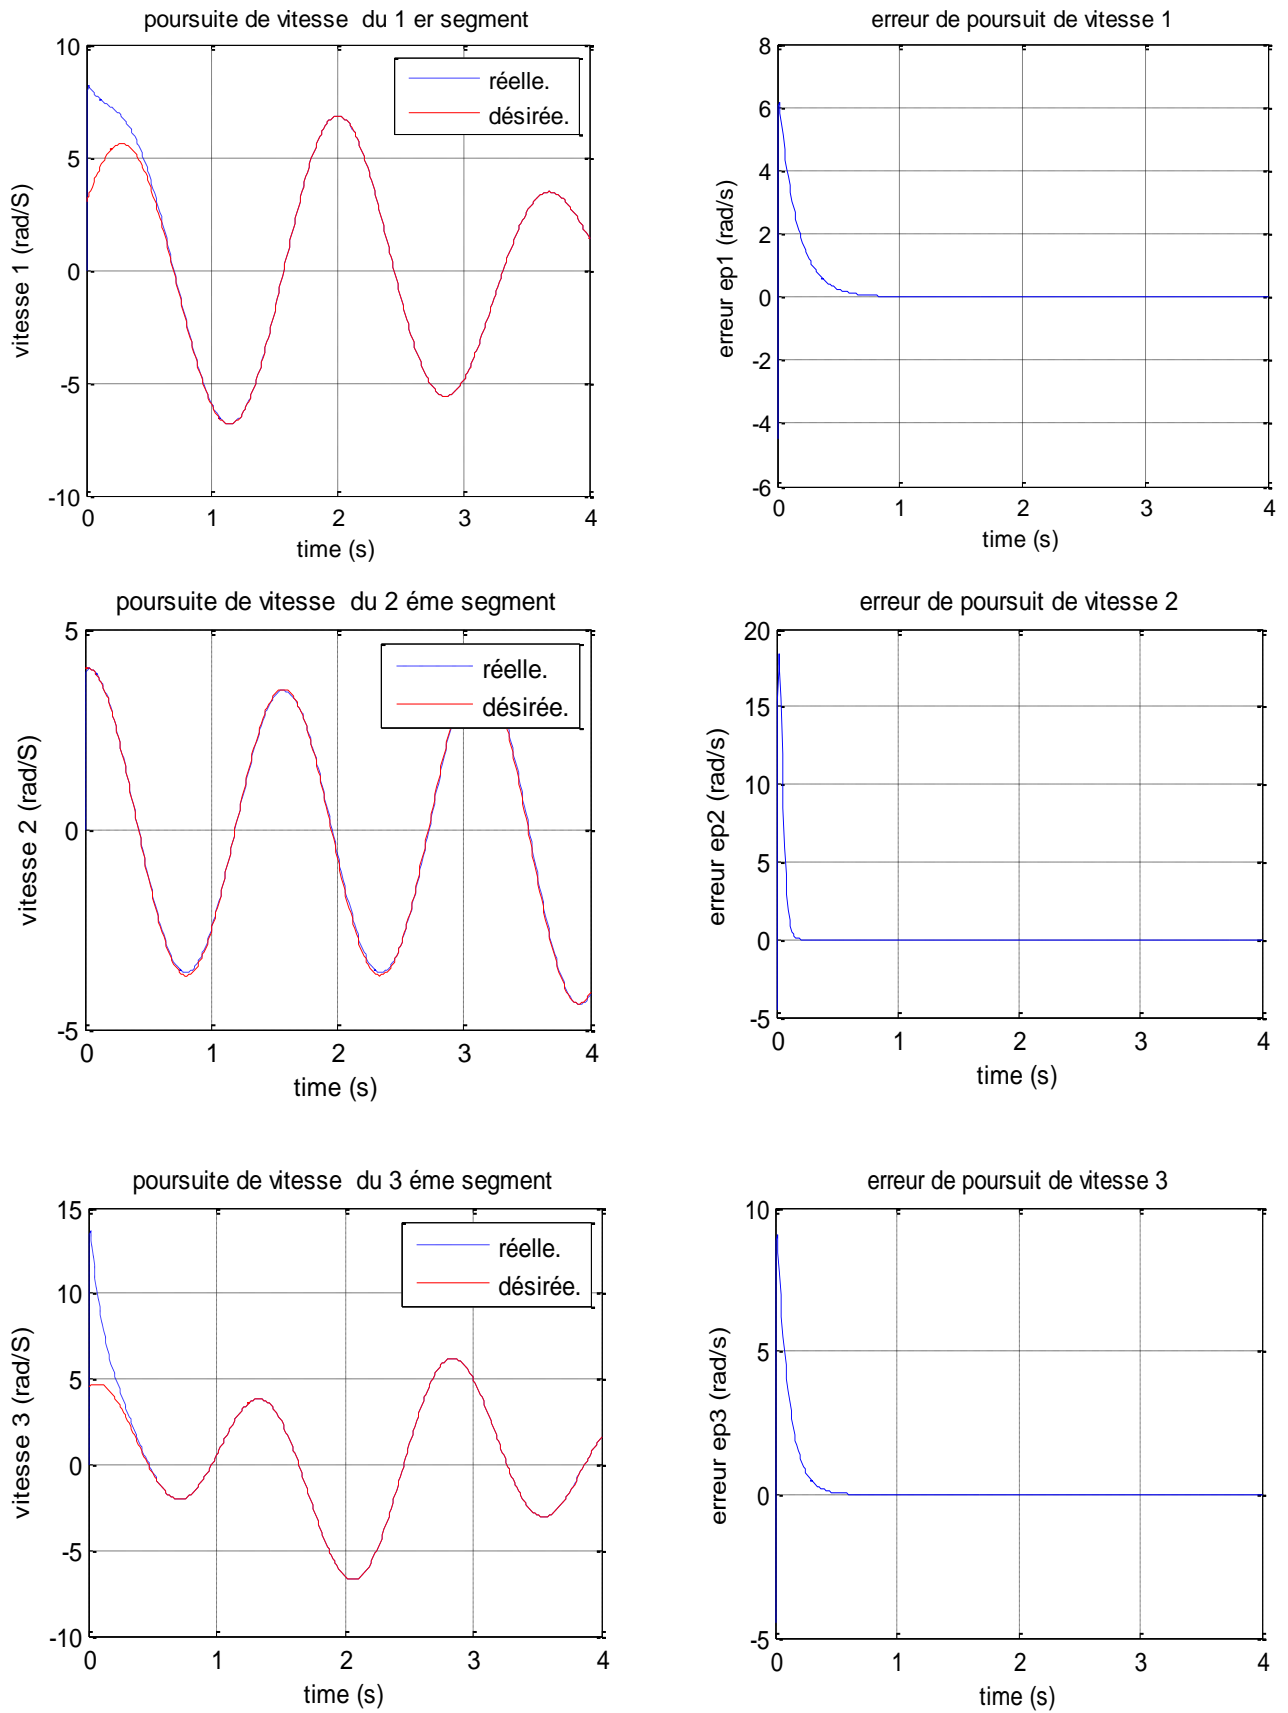 poursuite de vitesse du 1 er segment
10
5
0
-5
-10
vitesse 1 (rad/S)
réelle.
désirée.
0 1 2 3 4
time (s)
erreur de poursuit de vitesse 1
8
6
4
2
0
-2
-4
-6
erreur ep1 (rad/s)
0 1 2 3 4
time (s)
poursuite de vitesse du 2 éme segment
5
0
-5
vitesse 2 (rad/S)
réelle.
désirée.
0 1 2 3 4
time (s)
erreur de poursuit de vitesse 2
20
15
10
5
0
-5
erreur ep2 (rad/s)
0 1 2 3 4
time (s)
poursuite de vitesse du 3 éme segment
15
10
5
0
-5
-10
vitesse 3 (rad/S)
réelle.
désirée.
0 1 2 3 4
time (s)
erreur de poursuit de vitesse 3
10
5
0
-5
erreur ep3 (rad/s)
0 1 2 3 4
time (s)